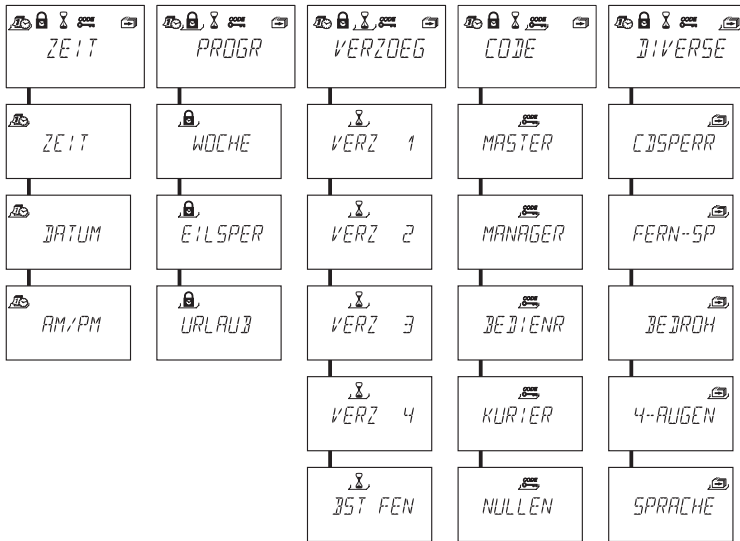 ZEIT PROGR VERZOEG CODE DIVERSE
ZEIT WOCHE VERZ 1 MASTER CDSPERR
DATUM EILSPER VERZ 2 MANAGER FERN-SP
AM/PM URLAUB VERZ 3 BEDIENR BEDROH
VERZ 4 KURIER 4-AUGEN
BST FEN NULLEN SPRACHE